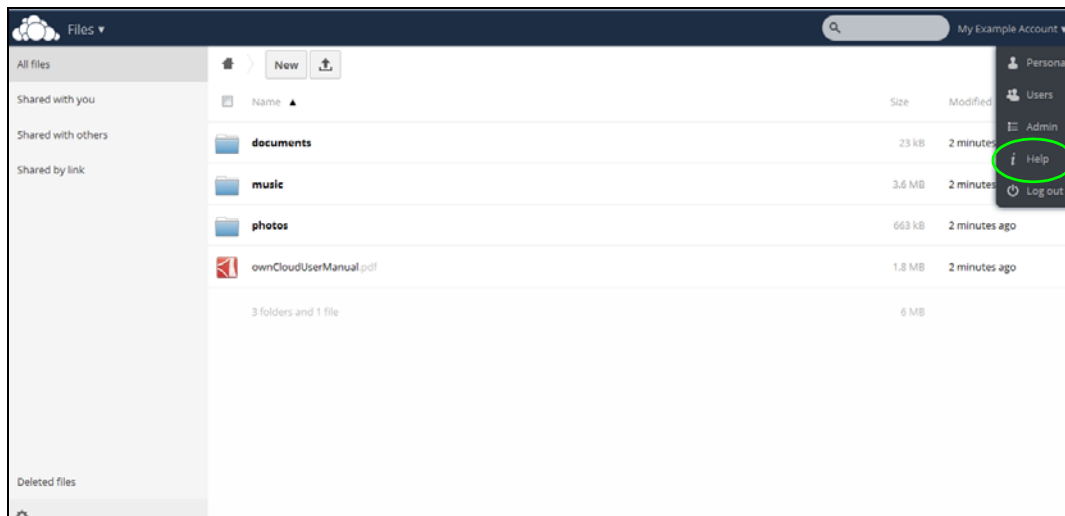 Files ▾
My Example Account ▾
All files
Shared with you
Shared with others
Shared by link
Deleted files
New
Name ▲ Size Modified
documents 23 kB 2 minutes
music 3.6 MB 2 minutes
photos 663 kB 2 minutes ago
ownCloudUserManual.pdf 1.8 MB 2 minutes ago
3 folders and 1 file 6 MB
Persona
Users
Admin
Help
Log out